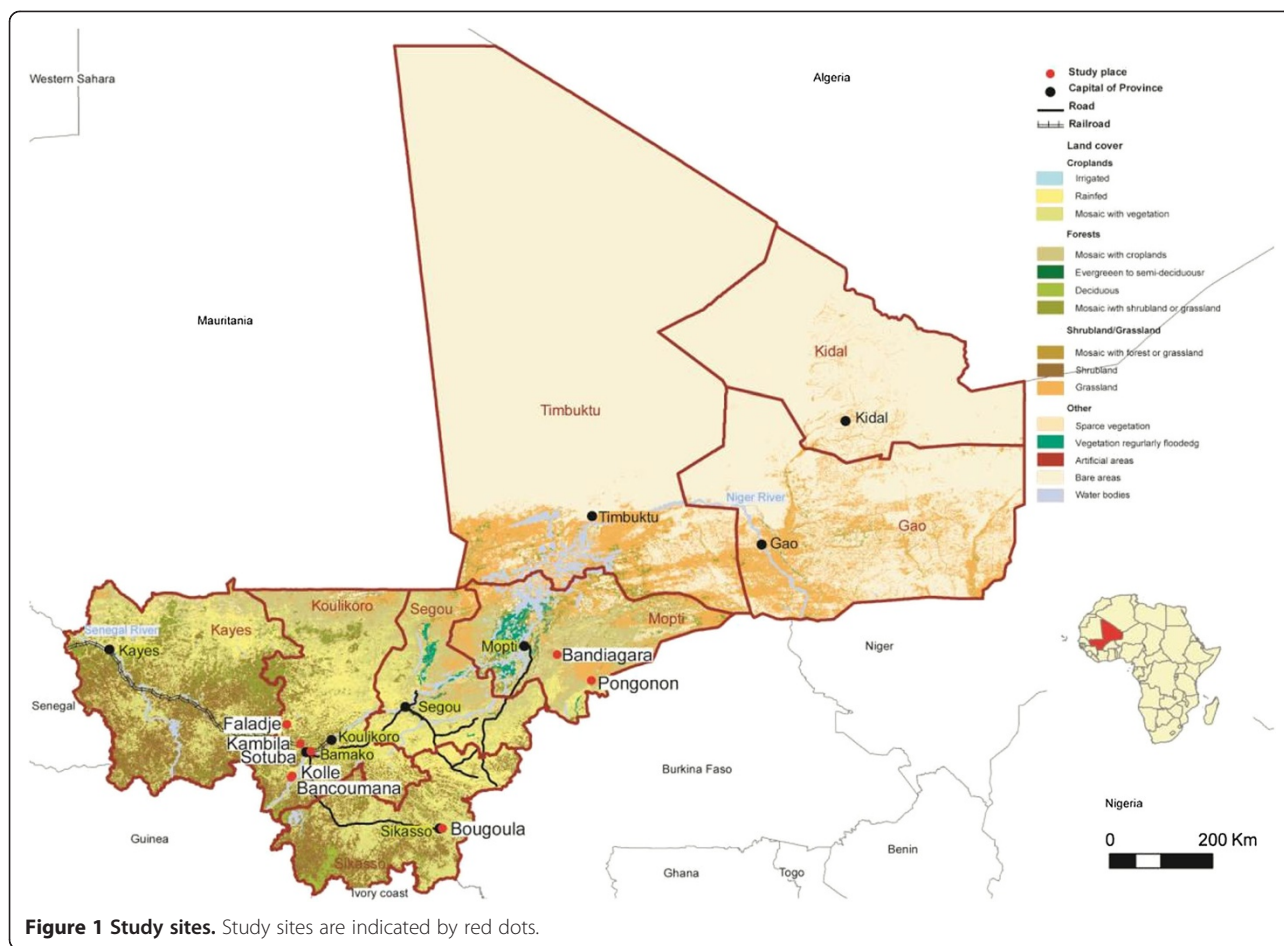 Western Sahara
Algeria
Mauritania
Timbuktu
Kidal
Kidal
Timbuktu
Niger River
Gao
Gao
Koulikoro
Segou
Mopti
Kayes
Senegal River
Kayes
Mopti
Bandiagara
Pongonon
Niger
Senegal
Segou
Faladje
Koulikoro
Kambila
Sotuba
Bamako
Kolle
Bancoumana
Burkina Faso
Sikasso
Bougoula
Guinea
Sikasso
Ivory coast
Ghana
Togo
Benin
Nigeria
Study place
Capital of Province
Road
Railroad
Land cover
Croplands
Irrigated
Rainfed
Mosaic with vegetation
Forests
Mosaic with croplands
Evergreeen to semi-deciduousr
Deciduous
Mosaic iwth shrubland or grassland
Shrubland/Grassland
Mosaic with forest or grassland
Shrubland
Grassland
Other
Sparce vegetation
Vegetation regurlarly floodedg
Artificial areas
Bare areas
Water bodies
0 200 Km
Figure 1 Study sites. Study sites are indicated by red dots.